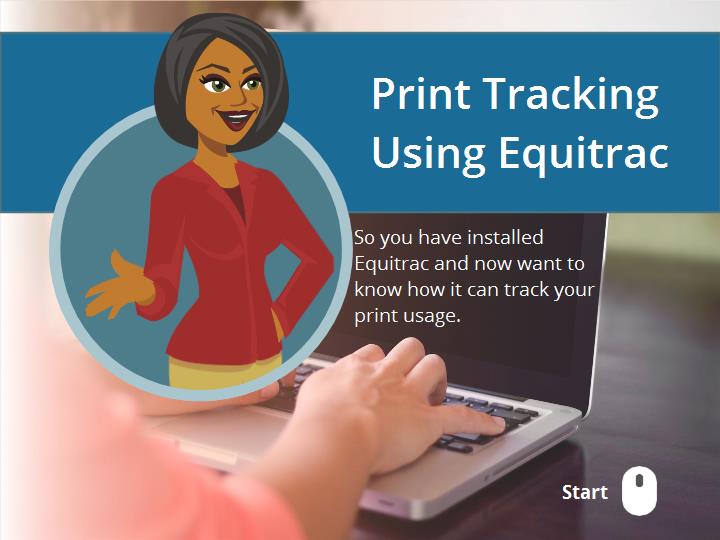 Print Tracking
Using Equitrac
So you have installed
Equitrac and now want to
know how it can track your
print usage.
Start